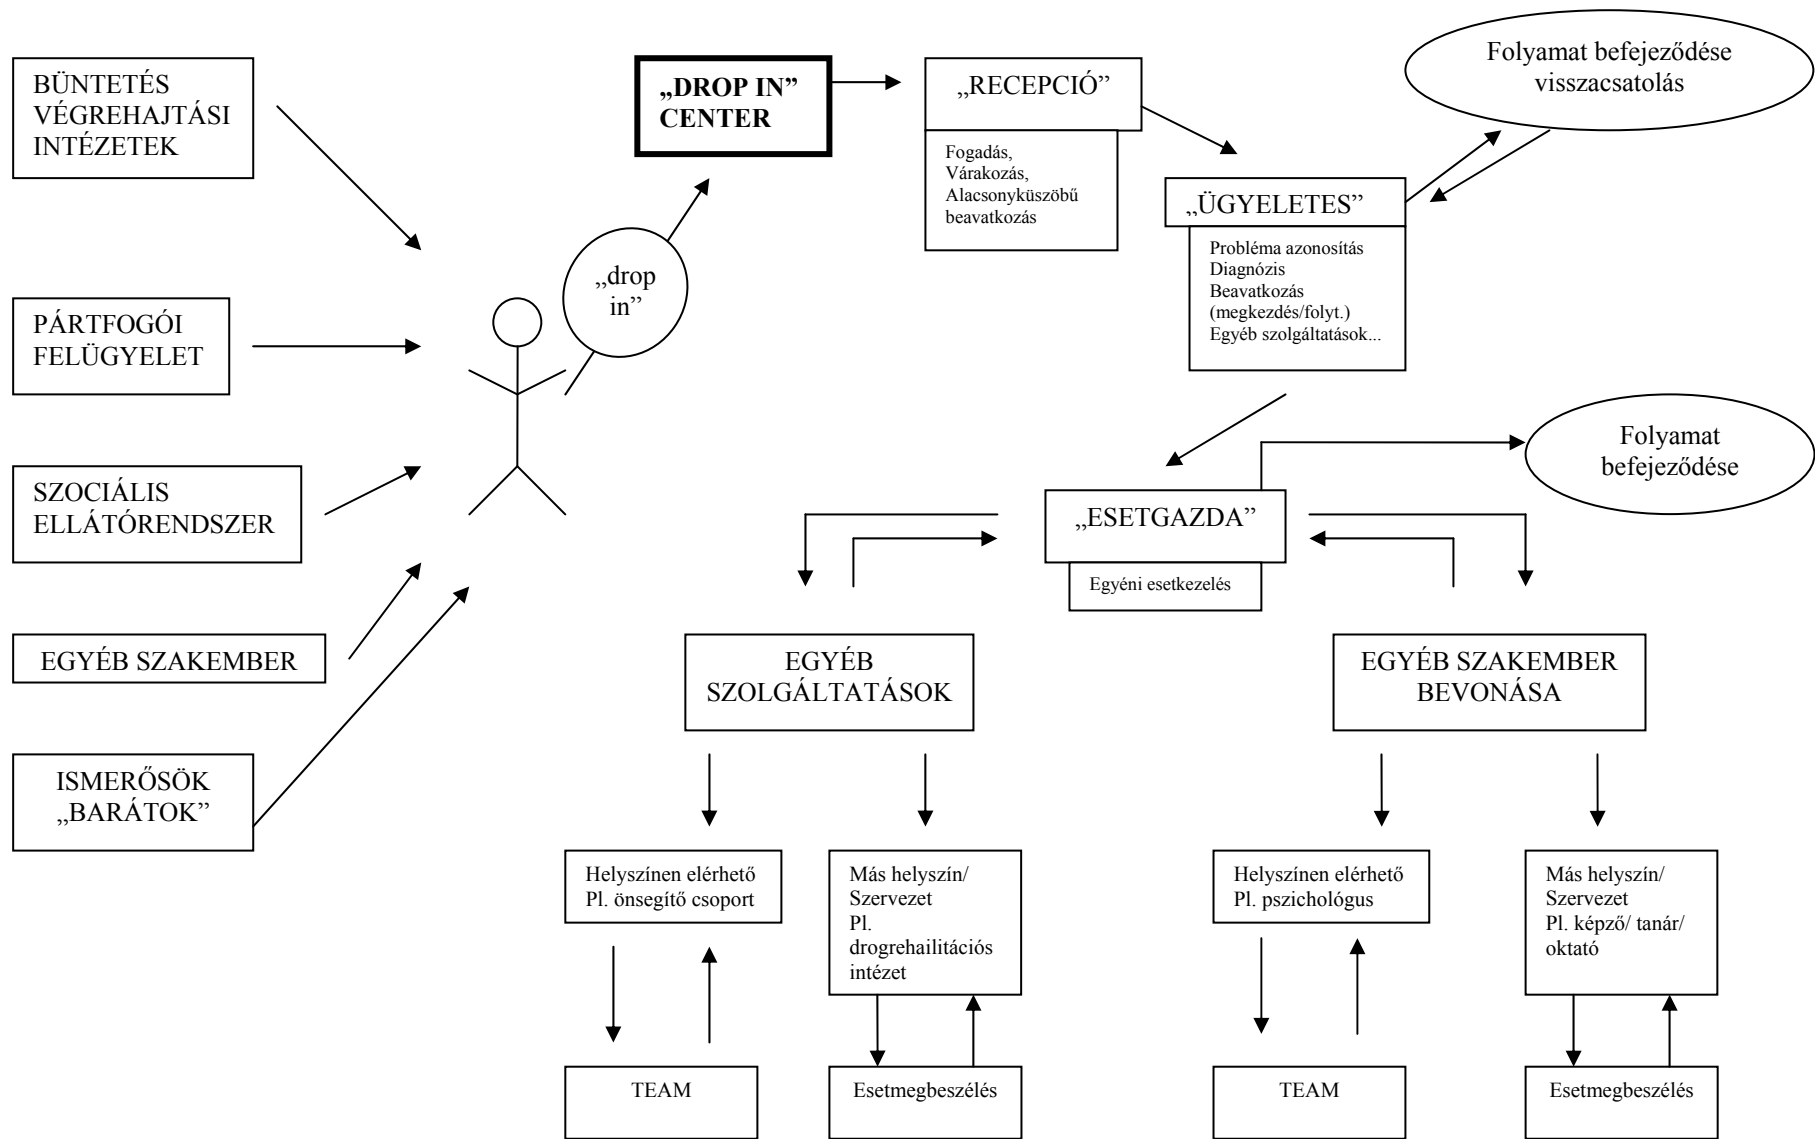 BÜNTETÉS
VÉGREHAJTÁSI
INTÉZETEK
PÁRTFOGÓI
FELÜGYELET
SZOCIÁLIS
ELLÁTÓRENDSZER
EGYÉB SZAKEMBER
ISMERŐSÖK
„BARÁTOK”
„drop
in”
„DROP IN”
CENTER
„RECEPCIÓ”
Fogadás,
Várakozás,
Alacsonyküszöbű
beavatkozás
„ÜGYELETES”
Probléma azonosítás
Diagnózis
Beavatkozás
(megkezdés/folyt.)
Egyéb szolgáltatások...
Folyamat befejeződése
visszacsatolás
Folyamat
befejeződése
„ESETGAZDA”
Egyéni esetkezelés
EGYÉB
SZOLGÁLTATÁSOK
EGYÉB SZAKEMBER
BEVONÁSA
Helyszínen elérhető
Pl. önsegítő csoport
Más helyszín/
Szervezet
Pl.
drogrehailitációs
intézet
Helyszínen elérhető
Pl. pszichológus
Más helyszín/
Szervezet
Pl. képző/ tanár/
oktató
TEAM
Esetmegbeszélés
TEAM
Esetmegbeszélés